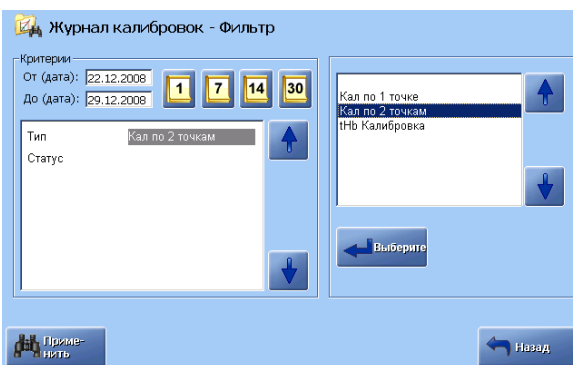 Журнал калибровок - Фильтр
Критерии
От (дата): 22.12.2008
До (дата): 29.12.2008
1 7 14 30
Тип Кал по 2 точкам
Статус
Кал по 1 точке
Кал по 2 точкам
tHb Калибровка
Выберите
Приме-
нить
Назад